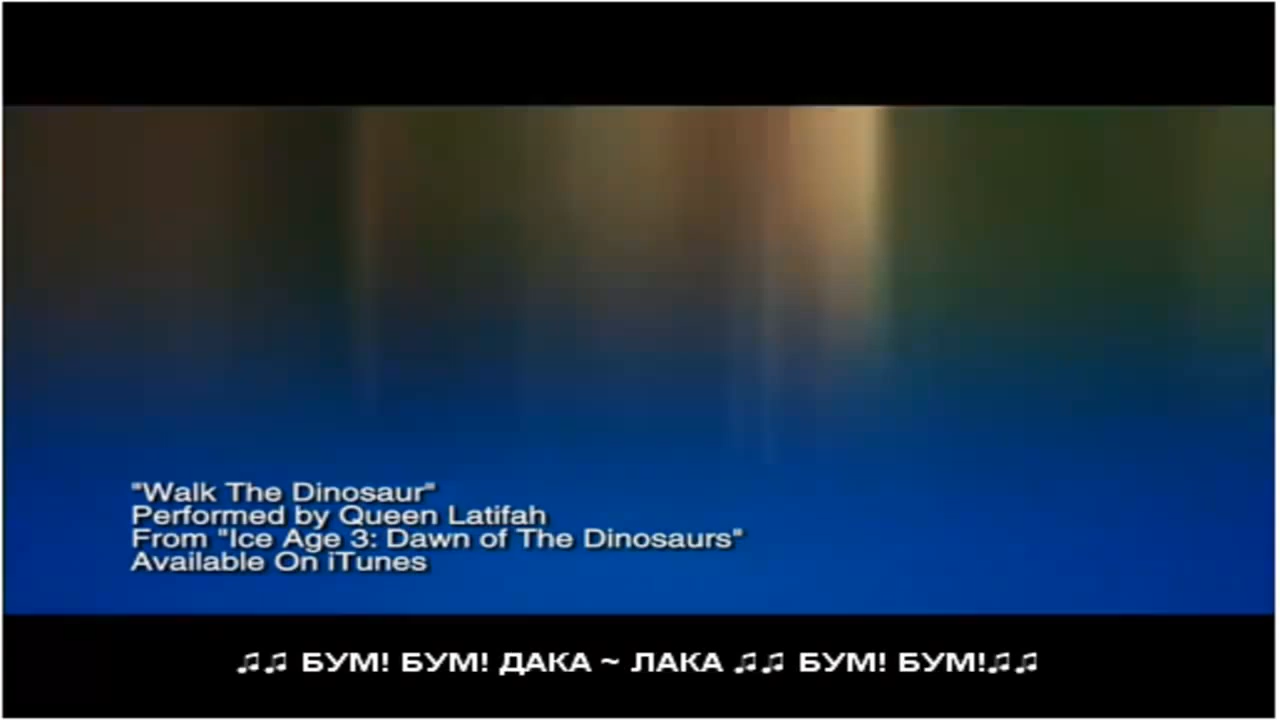 "Walk The Dinosaur"
Performed by Queen Latifah
From "Ice Age 3: Dawn of The Dinosaurs"
Available On iTunes
♫♫ БУМ! БУМ! ДАКА ~ ЛАКА ♫♫ БУМ! БУМ!♫♫